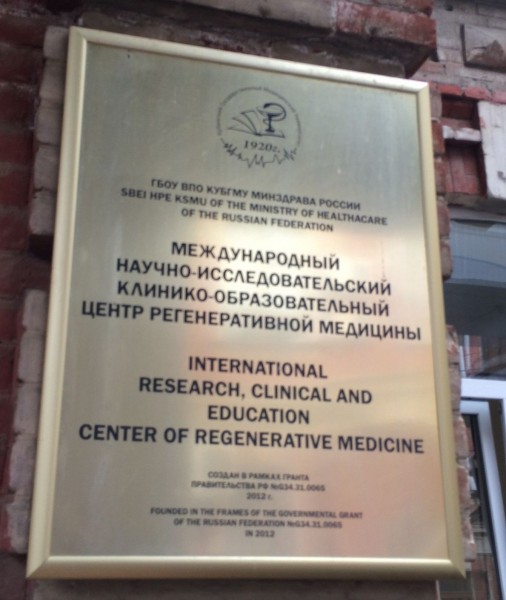 1920г.
ГБОУ ВПО КУБГМУ МИНЗДРАВА РОССИИ
SBEI HPE KSMU OF THE MINISTRY OF HEALTHACARE
OF THE RUSSIAN FEDERATION
МЕЖДУНАРОДНЫЙ
НАУЧНО-ИССЛЕДОВАТЕЛЬСКИЙ
КЛИНИКО-ОБРАЗОВАТЕЛЬНЫЙ
ЦЕНТР РЕГЕНЕРАТИВНОЙ МЕДИЦИНЫ
INTERNATIONAL
RESEARCH, CLINICAL AND
EDUCATION
CENTER OF REGENERATIVE MEDICINE
СОЗДАН В РАМКАХ ГРАНТА
ПРАВИТЕЛЬСТВА РФ №G34.31.0065
2012 г.
FOUNDED IN THE FRAMES OF THE GOVERNMENTAL GRANT
OF THE RUSSIAN FEDERATION №G34.31.0065
IN 2012